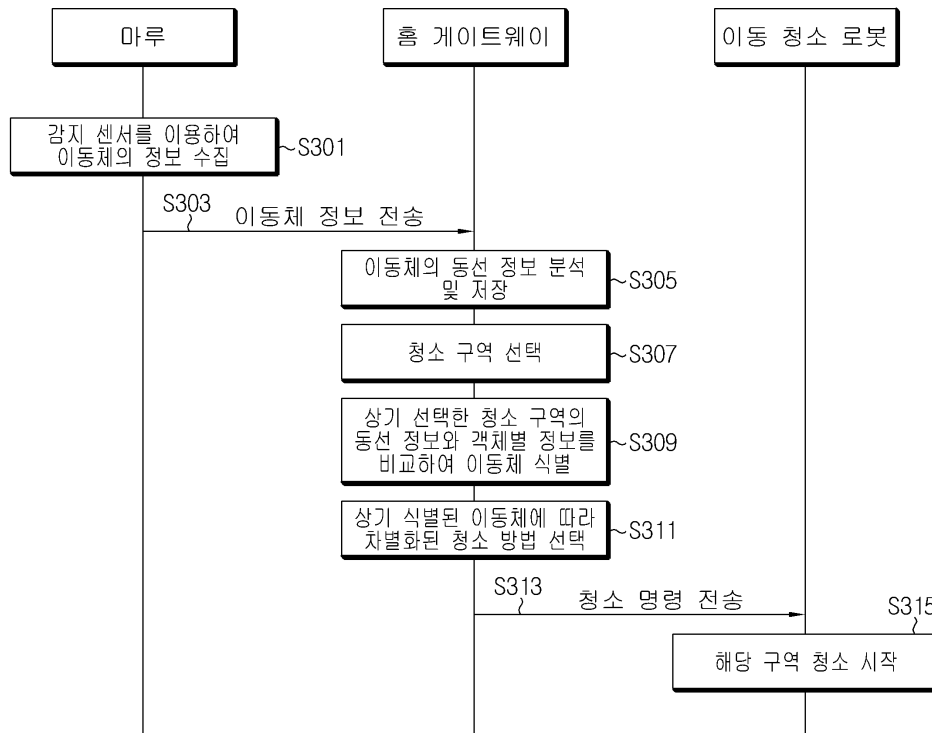 마루
홈 게이트웨이
이동 청소 로봇
감지 센서를 이용하여
이동체의 정보 수집
S301
S303
이동체 정보 전송
이동체의 동선 정보 분석
및 저장
S305
청소 구역 선택
S307
상기 선택한 청소 구역의
동선 정보와 객체별 정보를
비교하여 이동체 식별
S309
상기 식별된 이동체에 따라
차별화된 청소 방법 선택
S311
S313
청소 명령 전송
S315
해당 구역 청소 시작